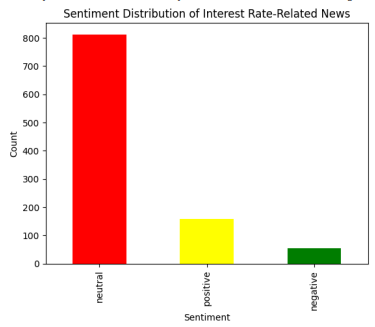 Sentiment Distribution of Interest Rate-Related News
800
700
600
500
400
300
200
100
0
Count
neutral
positive
negative
Sentiment